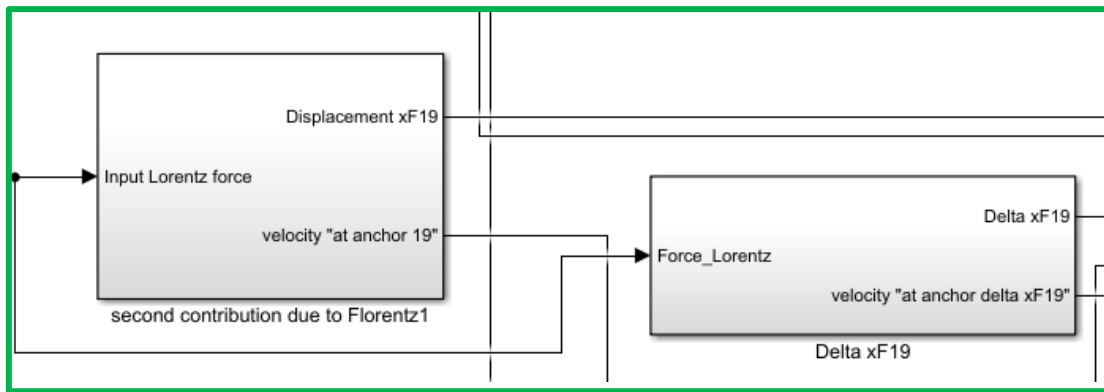 Displacement xF19
Input Lorentz force
velocity "at anchor 19"
second contribution due to Florentz1
Delta xF19
Force_Lorentz
velocity "at anchor delta xF19"
Delta xF19